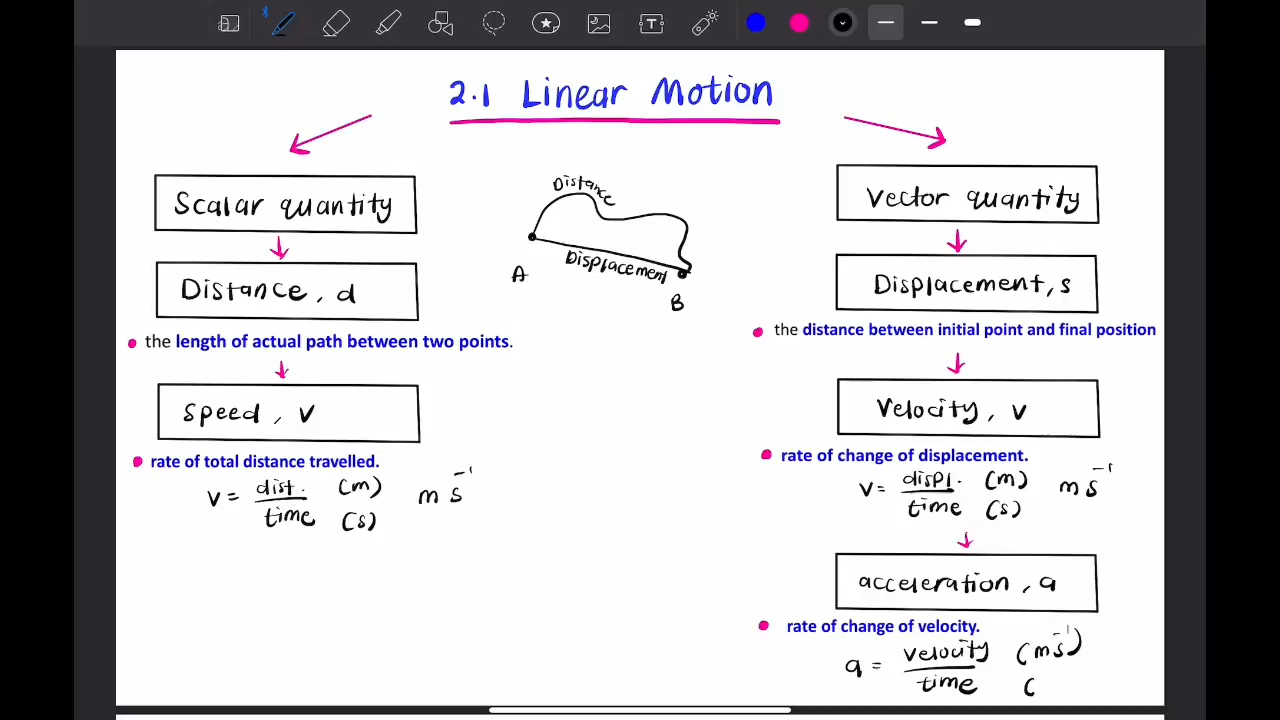 2.1 Linear Motion
Scalar quantity
Distance, d
the length of actual path between two points.
Speed, v
rate of total distance travelled.
v = dist. (m) m s⁻¹
time (s)
Distance
Displacement
A
B
Vector quantity
Displacement, s
the distance between initial point and final position
Velocity, v
rate of change of displacement.
v = displ. (m) m s⁻¹
time (s)
acceleration, a
rate of change of velocity.
a = velocity (ms⁻¹)
time (